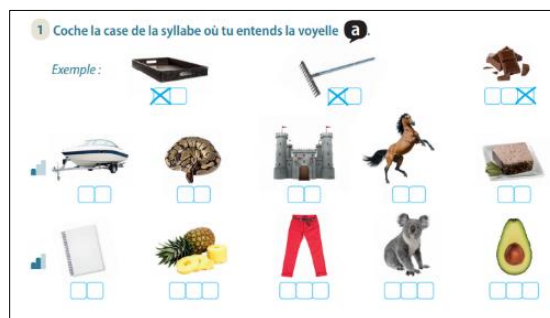 1 Coche la case de la syllabe où tu entends la voyelle a.
Exemple :